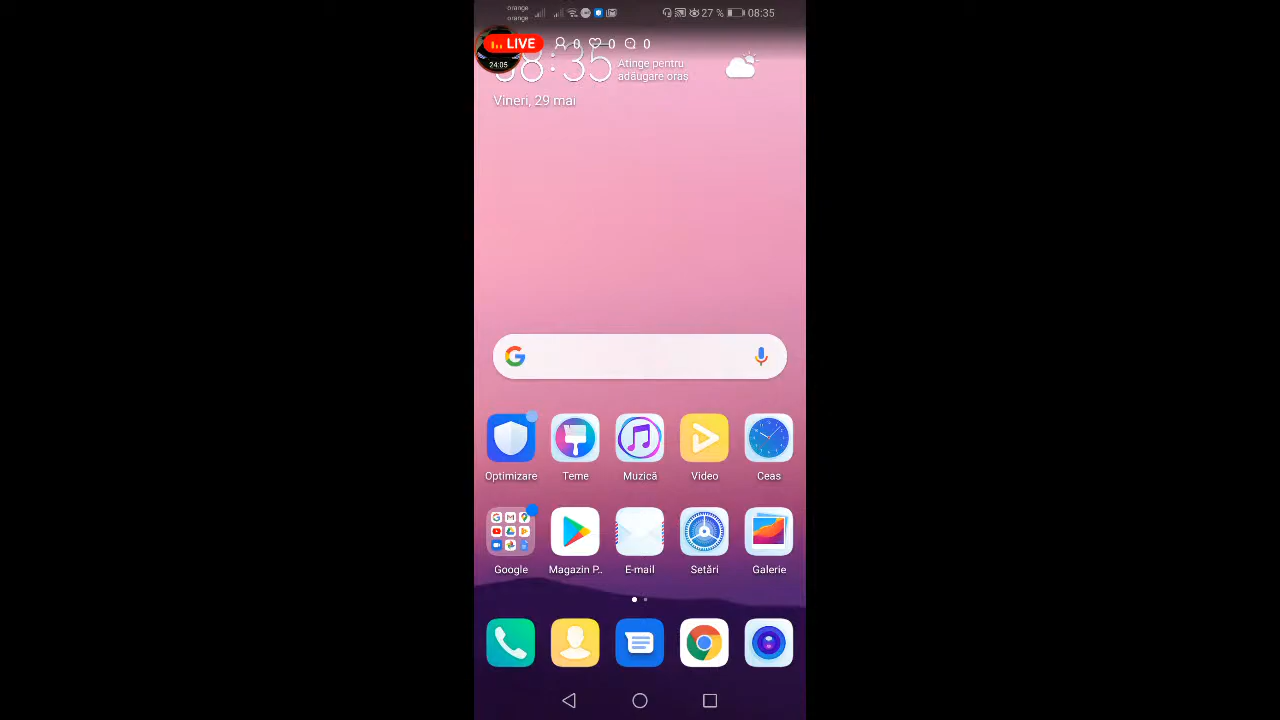 orange
orange
27 % 08:35
LIVE 0 0 0
24:05
08:35
Atinge pentru
adăugare oraș
Vineri, 29 mai
Optimizare Teme Muzică Video Ceas
Google Magazin P.. E-mail Setări Galerie